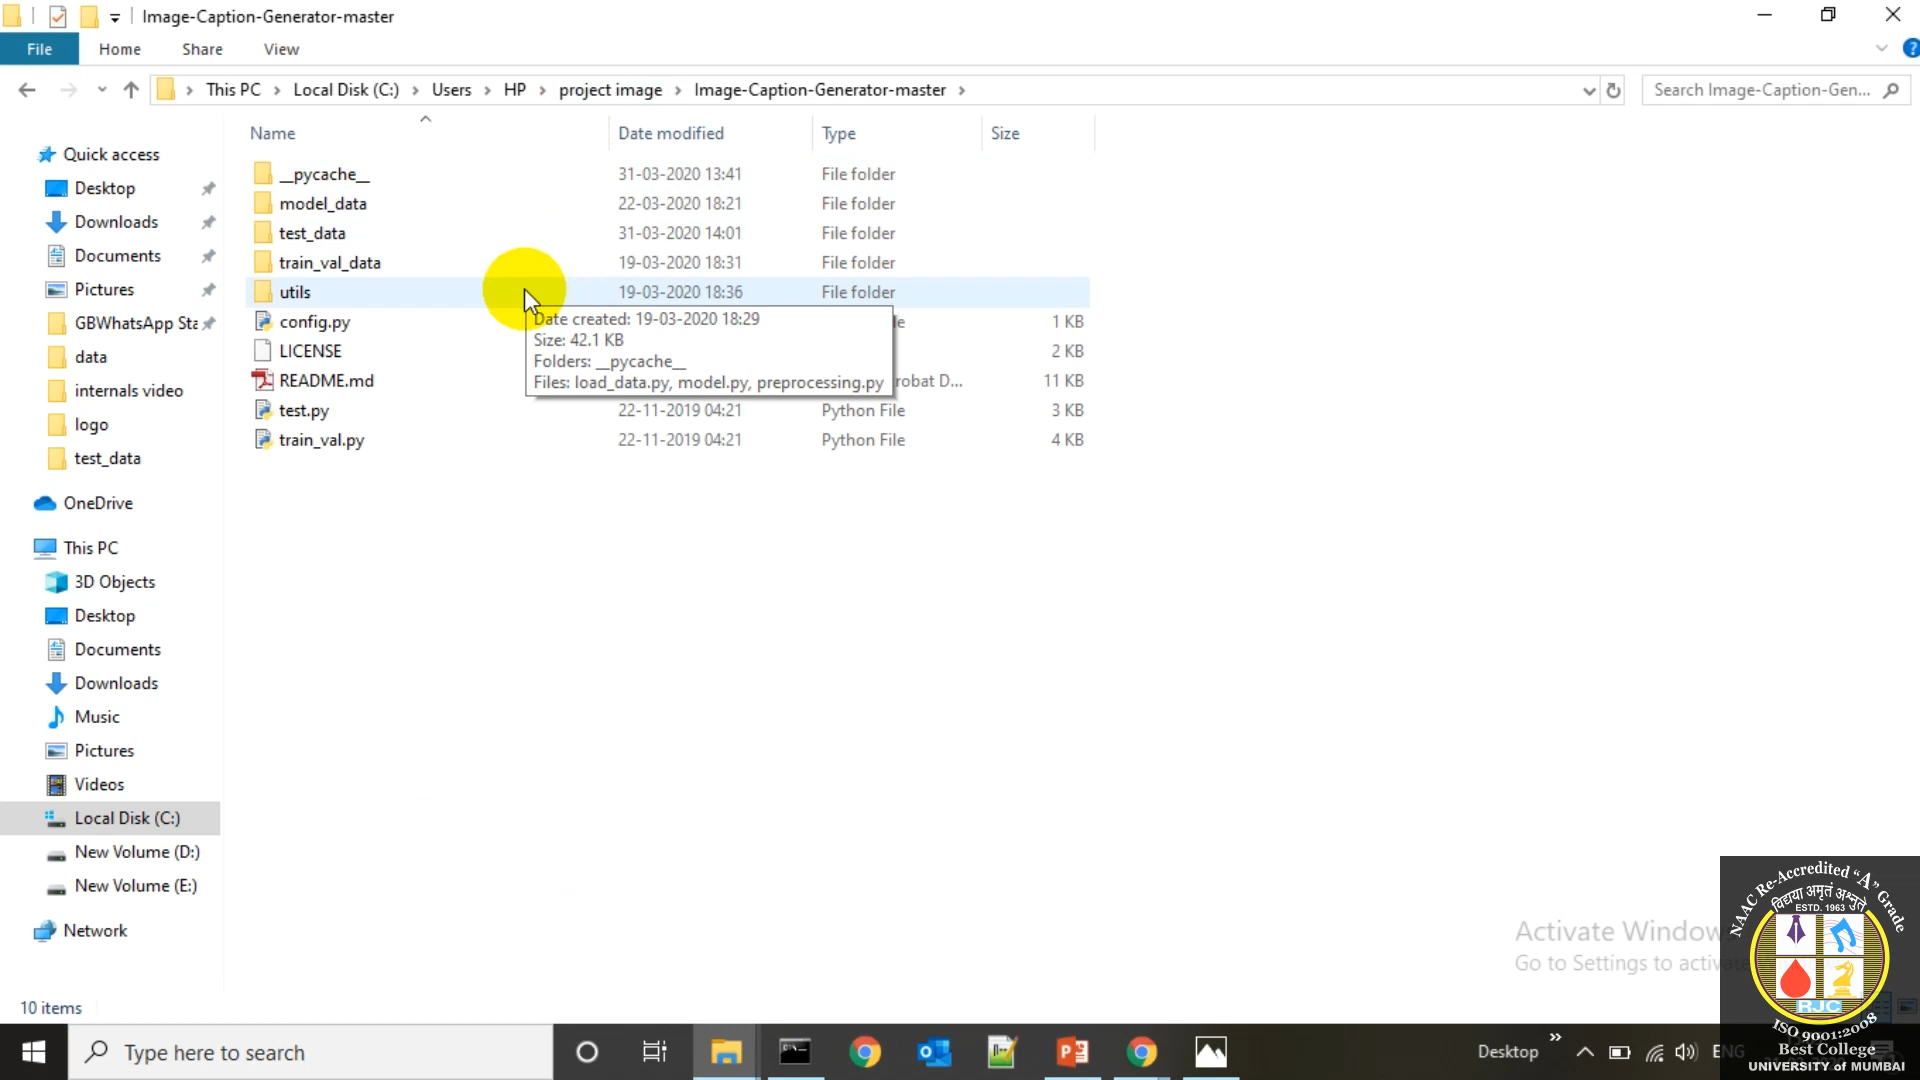 Image-Caption-Generator-master
File Home Share View
This PC Local Disk (C:) Users HP project image Image-Caption-Generator-master
Search Image-Caption-Gen...
Name Date modified Type Size
Quick access
Desktop
Downloads
Documents
Pictures
GBWhatsApp Sta
data
internals video
logo
test_data
OneDrive
This PC
3D Objects
Desktop
Documents
Downloads
Music
Pictures
Videos
Local Disk (C:)
New Volume (D:)
New Volume (E:)
Network
__pycache__ 31-03-2020 13:41 File folder
model_data 22-03-2020 18:21 File folder
test_data 31-03-2020 14:01 File folder
train_val_data 19-03-2020 18:31 File folder
utils 19-03-2020 18:36 File folder
config.py le 1 KB
LICENSE 2 KB
README.md robat D... 11 KB
test.py 22-11-2019 04:21 Python File 3 KB
train_val.py 22-11-2019 04:21 Python File 4 KB
Date created: 19-03-2020 18:29
Size: 42.1 KB
Folders: __pycache__
Files: load_data.py, model.py, preprocessing.py
10 items
Activate Window
Go to Settings to activa
Type here to search
Desktop
NAAC Re-Accredited "A" Grade
विद्यया अमृतं अश्नुते
ESTD. 1963
RJC
ISO 9001:2008
Best College
UNIVERSITY of MUMBAI